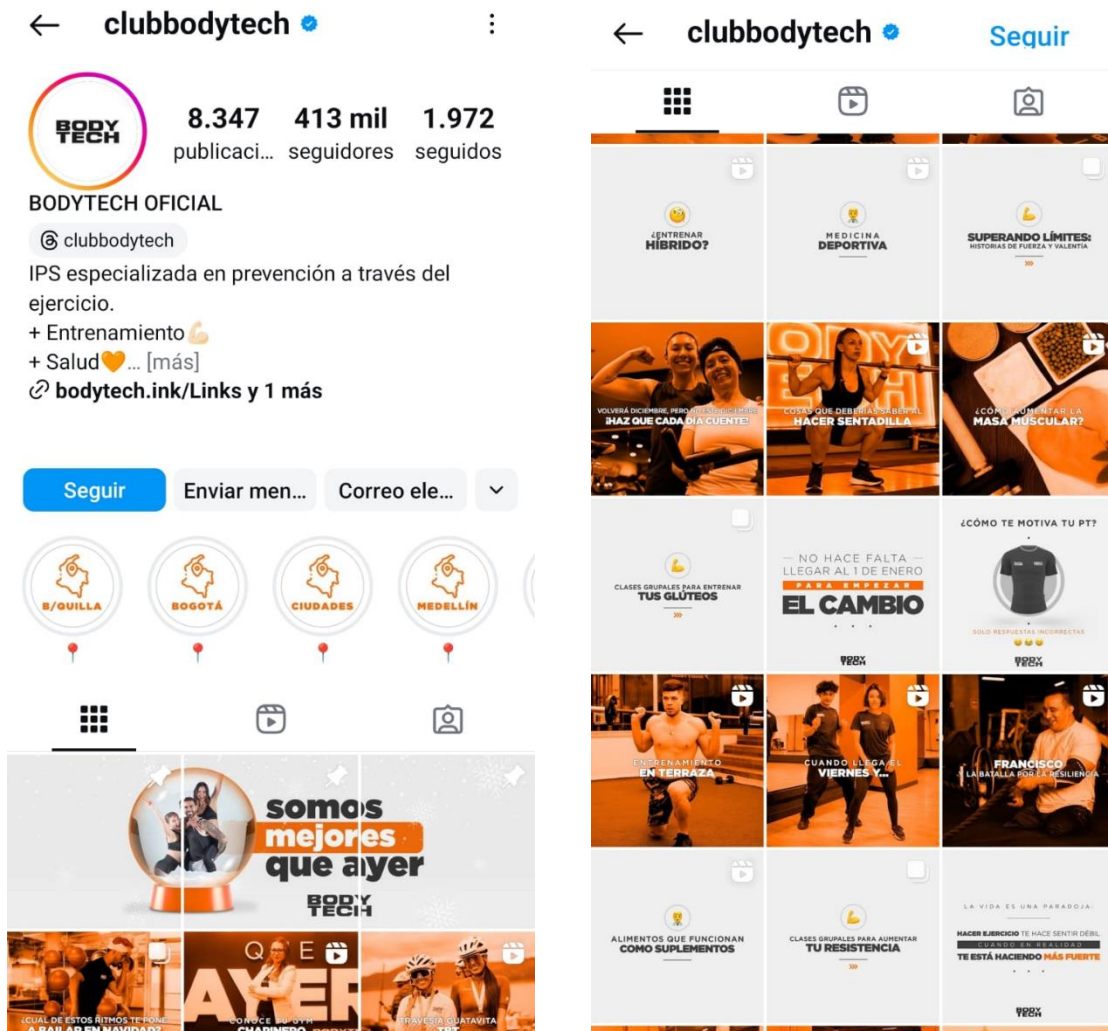 clubbodytech
BODY
TECH
8.347
413 mil
1.972
publicaci...
seguidores
seguidos
BODYTECH OFICIAL
clubbodytech
IPS especializada en prevención a través del
ejercicio.
+ Entrenamiento💪🏻
+ Salud🧡... [más]
bodytech.ink/Links y 1 más
Seguir
Enviar men...
Correo ele...
B/QUILLA
BOGOTÁ
CIUDADES
MEDELLÍN
somos
mejores
que ayer
BODY
TECH
¿CUÁL DE ESTOS RITMOS TE PONE
A BAILAR EN NAVIDAD?
QUE
AYER
CONOCE TU GYM
CHAPINERO
TRAVESÍA GUATAVITA
clubbodytech
Seguir
¿ENTRENAR
HÍBRIDO?
MEDICINA
DEPORTIVA
SUPERANDO LÍMITES:
HISTORIAS DE FUERZA Y VALENTÍA
VOLVERÁ DICIEMBRE, PERO NO ESTE DICIEMBRE
¡HAZ QUE CADA DÍA CUENTE!
BODY
TECH
COSAS QUE DEBERÍAS SABER AL
HACER SENTADILLA
¿CÓMO AUMENTAR LA
MASA MUSCULAR?
CLASES GRUPALES PARA ENTRENAR
TUS GLÚTEOS
NO HACE FALTA
LLEGAR AL 1 DE ENERO
PARA EMPEZAR
EL CAMBIO
BODY
TECH
¿CÓMO TE MOTIVA TU PT?
SOLO RESPUESTAS INCORRECTAS
BODY
TECH
ENTRENAMIENTO
EN TERRAZA
CUANDO LLEGA EL
VIERNES Y...
FRANCISCO
LA BATALLA POR LA RESILIENCIA
ALIMENTOS QUE FUNCIONAN
COMO SUPLEMENTOS
CLASES GRUPALES PARA AUMENTAR
TU RESISTENCIA
LA VIDA ES UNA PARADOJA:
HACER EJERCICIO TE HACE SENTIR DÉBIL
CUANDO EN REALIDAD
TE ESTÁ HACIENDO MÁS FUERTE
BODY
TECH